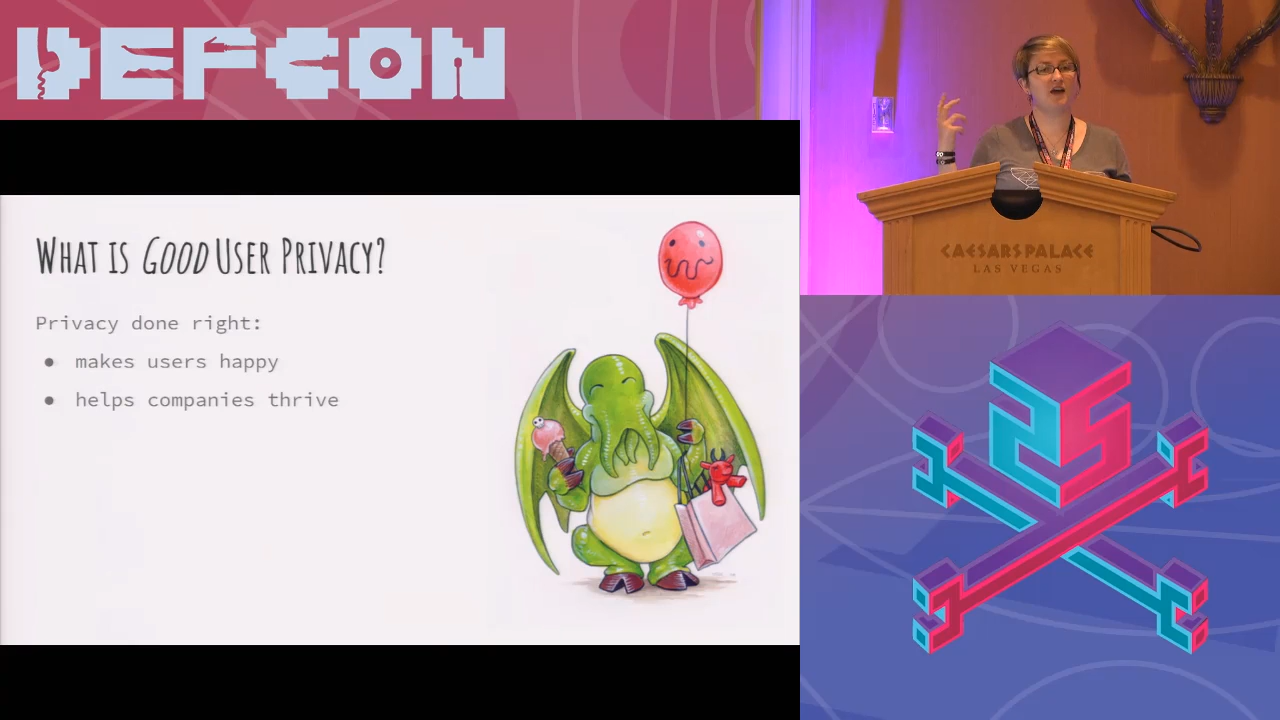 DEFCON
WHAT IS GOOD USER PRIVACY?
Privacy done right:
● makes users happy
● helps companies thrive
CAESARS PALACE
LAS VEGAS
25